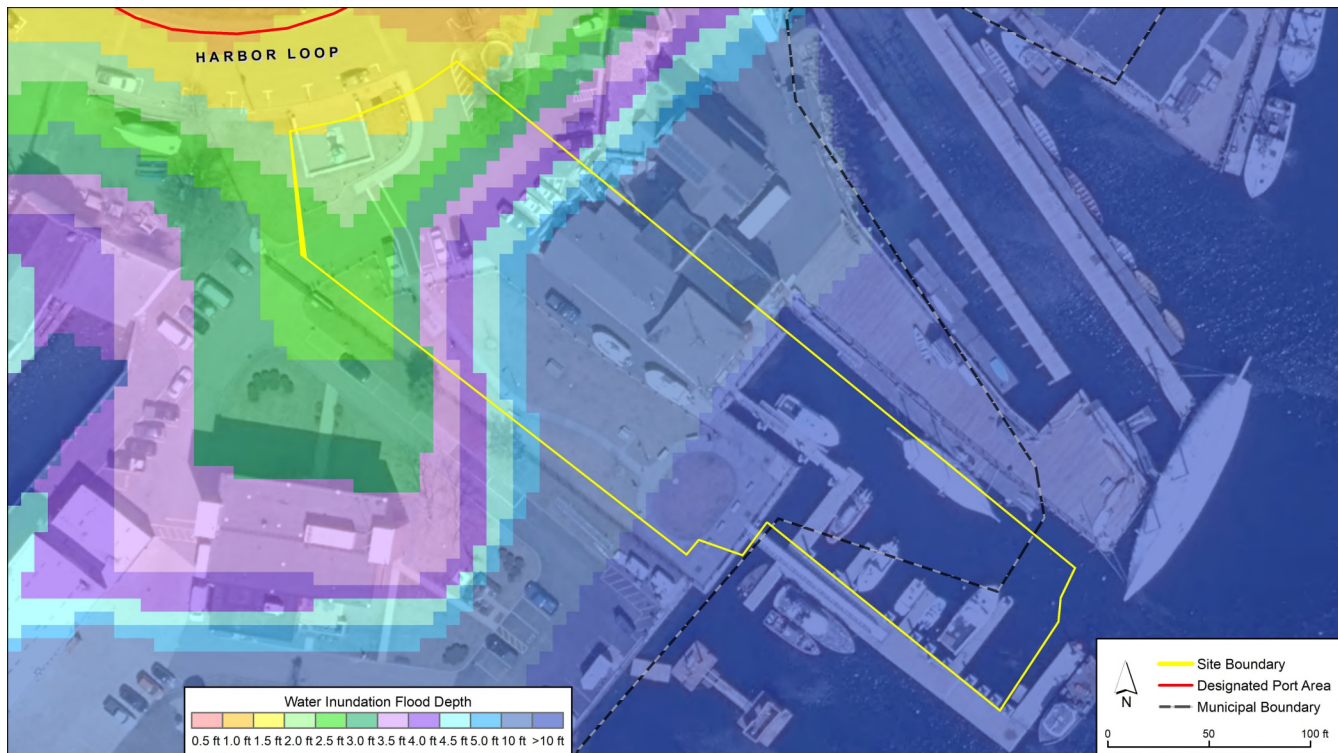 HARBOR LOOP
Water Inundation Flood Depth
0.5 ft 1.0 ft 1.5 ft 2.0 ft 2.5 ft 3.0 ft 3.5 ft 4.0 ft 4.5 ft 5.0 ft 10 ft >10 ft
N
Site Boundary
Designated Port Area
Municipal Boundary
0 50 100 ft